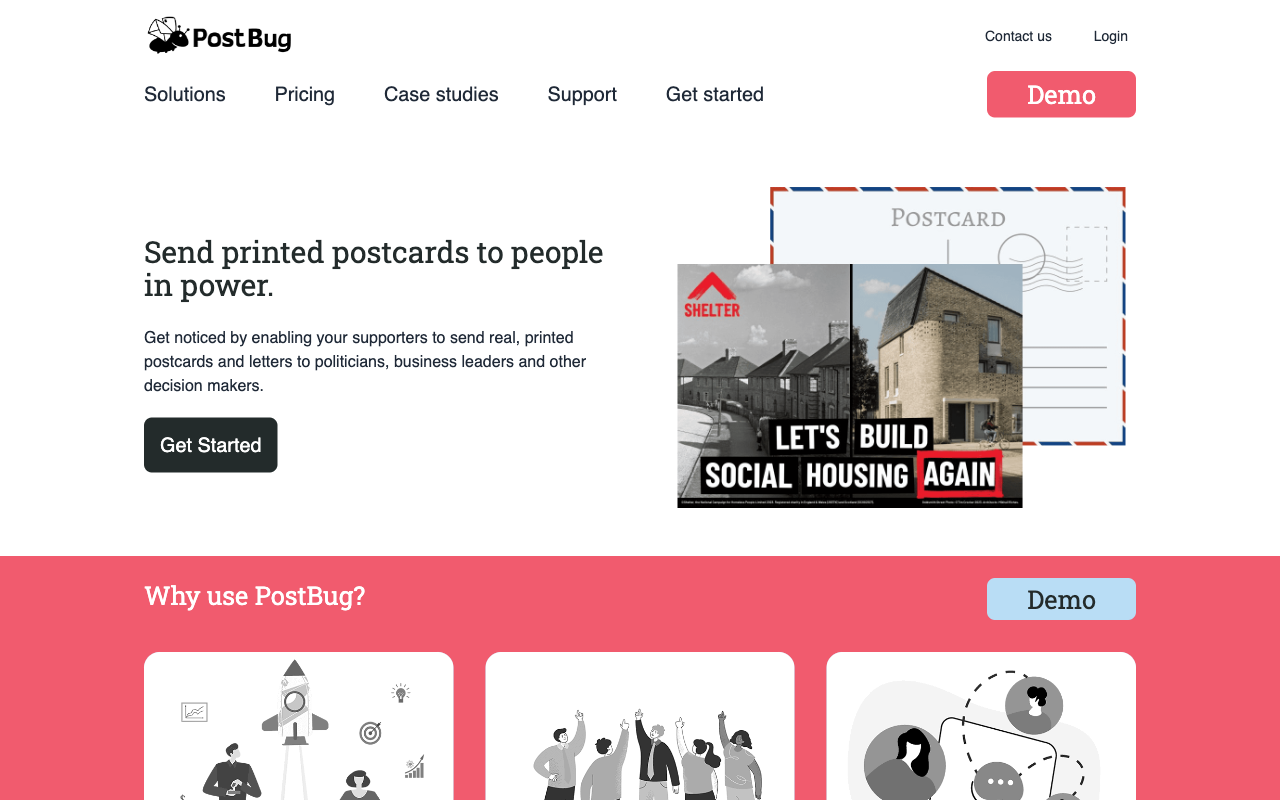 PostBug
Contact us
Login
Solutions
Pricing
Case studies
Support
Get started
Demo
Send printed postcards to people
in power.
Get noticed by enabling your supporters to send real, printed
postcards and letters to politicians, business leaders and other
decision makers.
Get Started
POSTCARD
SHELTER
LET'S BUILD
SOCIAL HOUSING AGAIN
Why use PostBug?
Demo